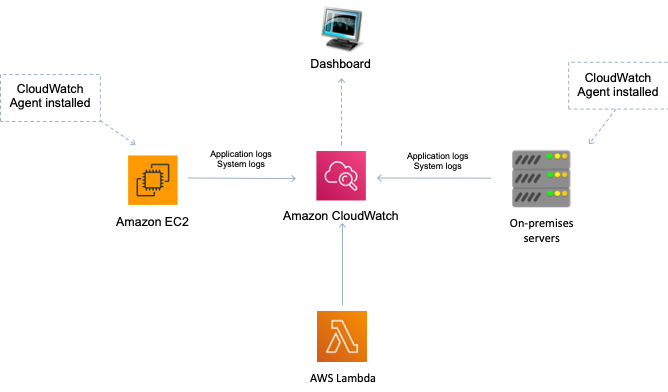 Dashboard
CloudWatch
Agent installed
CloudWatch
Agent installed
Application logs
System logs
Application logs
System logs
Amazon EC2
Amazon CloudWatch
On-premises
servers
AWS Lambda